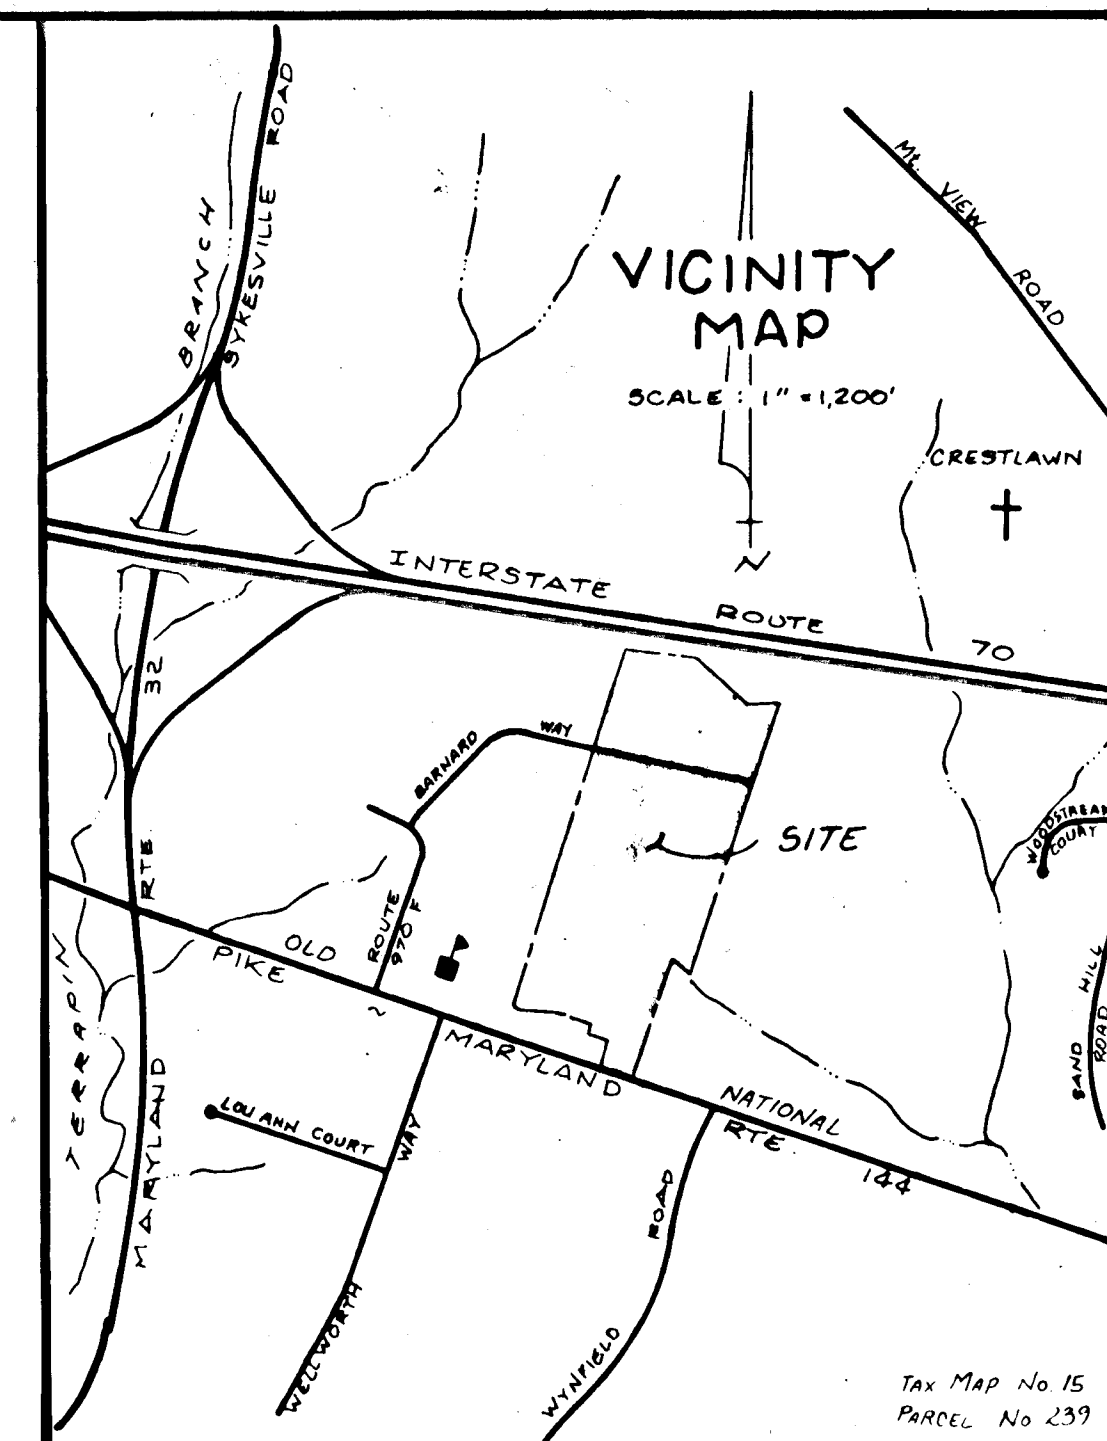 VICINITY
MAP
SCALE : 1" = 1,200'
N
BRANCH
SYKESVILLE ROAD
Mt. VIEW ROAD
CRESTLAWN
INTERSTATE ROUTE 70
32
RTE
MARYLAND
TERRAPIN
BARNARD WAY
SITE
WOODSTREAM
COURT
ROUTE
970 F
OLD
PIKE
~
MARYLAND
NATIONAL
RTE. 144
SAND HILL
ROAD
LOU ANN COURT
WELLWORTH WAY
WYNFIELD ROAD
TAX MAP No. 15
PARCEL No 239